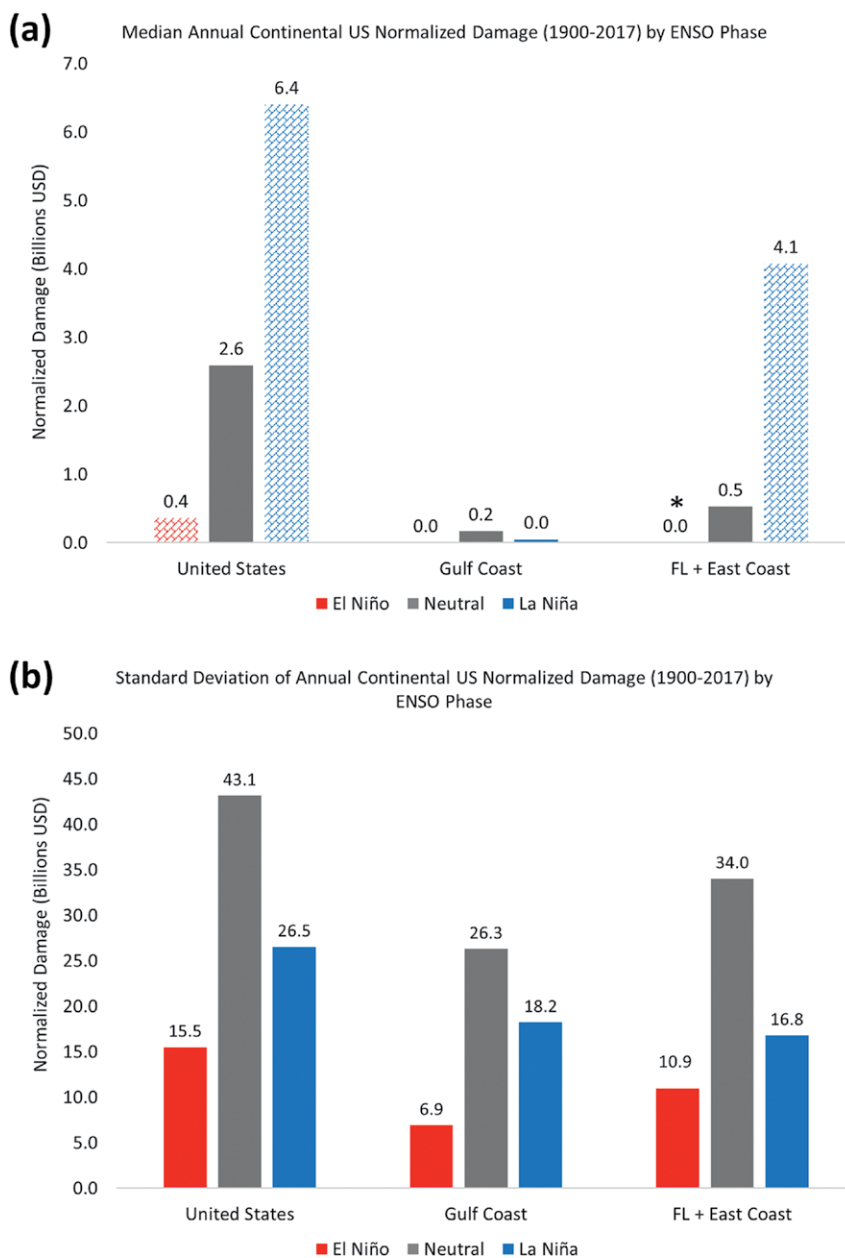 (a)
Median Annual Continental US Normalized Damage (1900-2017) by ENSO Phase
Normalized Damage (Billions USD)
7.0
6.0
5.0
4.0
3.0
2.0
1.0
0.0
0.4
2.6
6.4
0.0
0.2
0.0
*
0.0
0.5
4.1
United States
Gulf Coast
FL + East Coast
El Niño
Neutral
La Niña
(b)
Standard Deviation of Annual Continental US Normalized Damage (1900-2017) by
ENSO Phase
Normalized Damage (Billions USD)
50.0
45.0
40.0
35.0
30.0
25.0
20.0
15.0
10.0
5.0
0.0
15.5
43.1
26.5
6.9
26.3
18.2
10.9
34.0
16.8
United States
Gulf Coast
FL + East Coast
El Niño
Neutral
La Niña